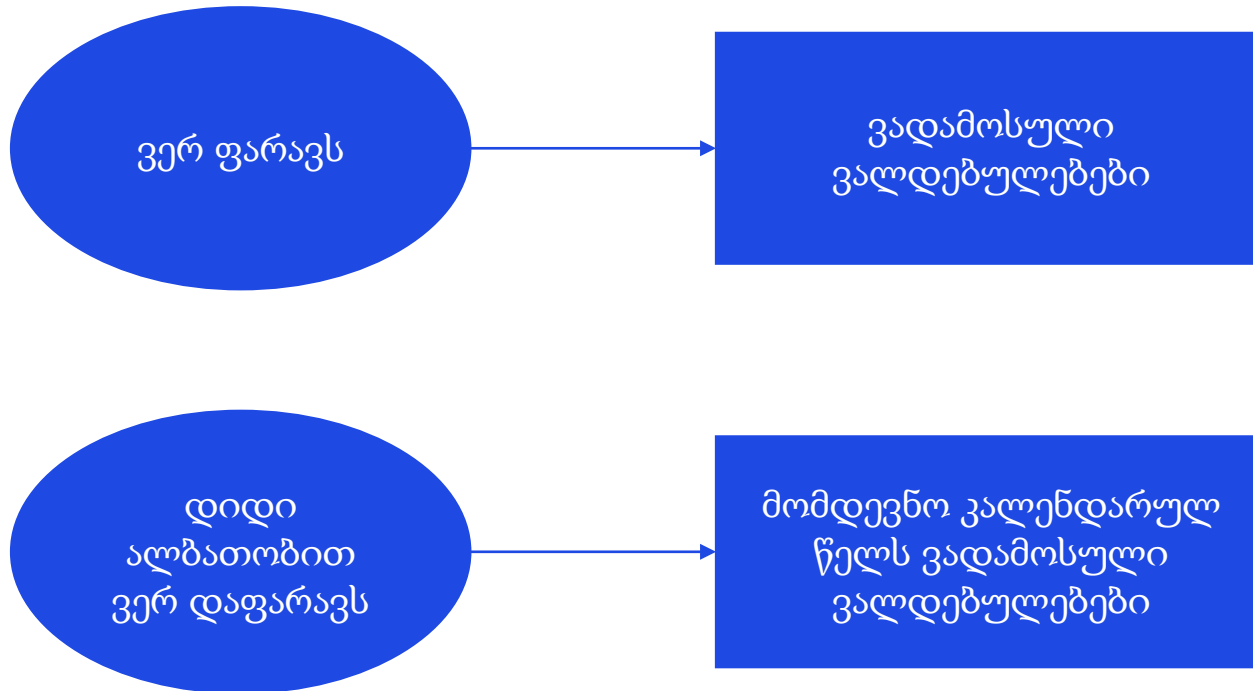 ვერ ფარავს
ვადამოსული
ვალდებულებები
დიდი
ალბათობით
ვერ დაფარავს
მომდევნო კალენდარულ
წელს ვადამოსული
ვალდებულებები